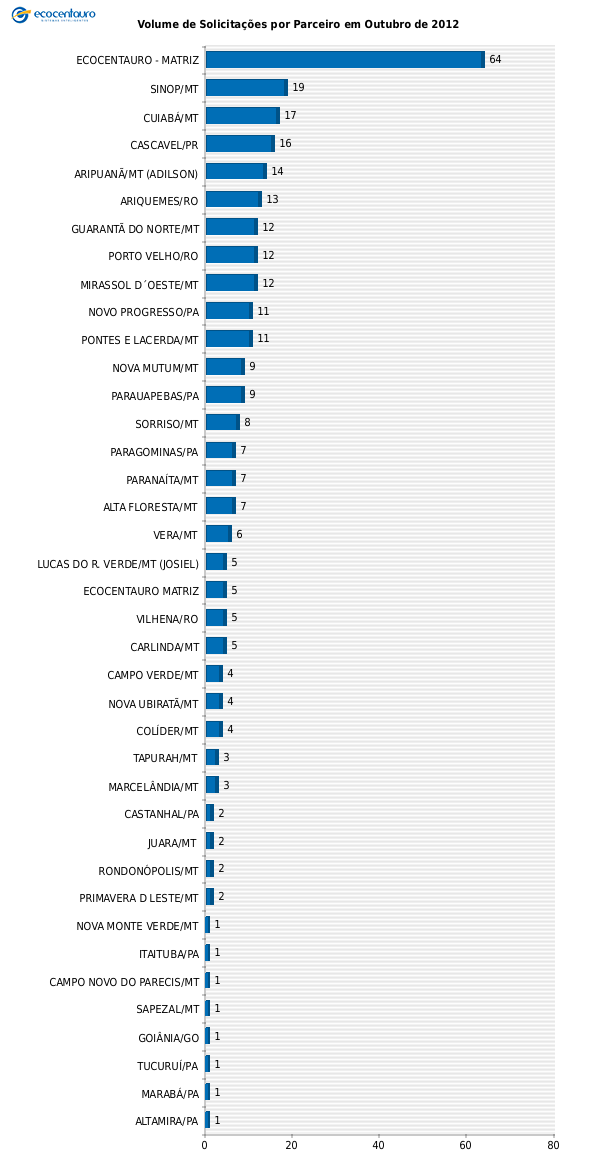 ecocentauro
Volume de Solicitações por Parceiro em Outubro de 2012
ECOCENTAURO - MATRIZ 64
SINOP/MT 19
CUIABÁ/MT 17
CASCAVEL/PR 16
ARIPUANÃ/MT (ADILSON) 14
ARIQUEMES/RO 13
GUARANTÃ DO NORTE/MT 12
PORTO VELHO/RO 12
MIRASSOL D´OESTE/MT 12
NOVO PROGRESSO/PA 11
PONTES E LACERDA/MT 11
NOVA MUTUM/MT 9
PARAUAPEBAS/PA 9
SORRISO/MT 8
PARAGOMINAS/PA 7
PARANAÍTA/MT 7
ALTA FLORESTA/MT 7
VERA/MT 6
LUCAS DO R. VERDE/MT (JOSIEL) 5
ECOCENTAURO MATRIZ 5
VILHENA/RO 5
CARLINDA/MT 5
CAMPO VERDE/MT 4
NOVA UBIRATÃ/MT 4
COLÍDER/MT 4
TAPURAH/MT 3
MARCELÂNDIA/MT 3
CASTANHAL/PA 2
JUARA/MT 2
RONDONÓPOLIS/MT 2
PRIMAVERA D LESTE/MT 2
NOVA MONTE VERDE/MT 1
ITAITUBA/PA 1
CAMPO NOVO DO PARECIS/MT 1
SAPEZAL/MT 1
GOIÂNIA/GO 1
TUCURUÍ/PA 1
MARABÁ/PA 1
ALTAMIRA/PA 1
0 20 40 60 80